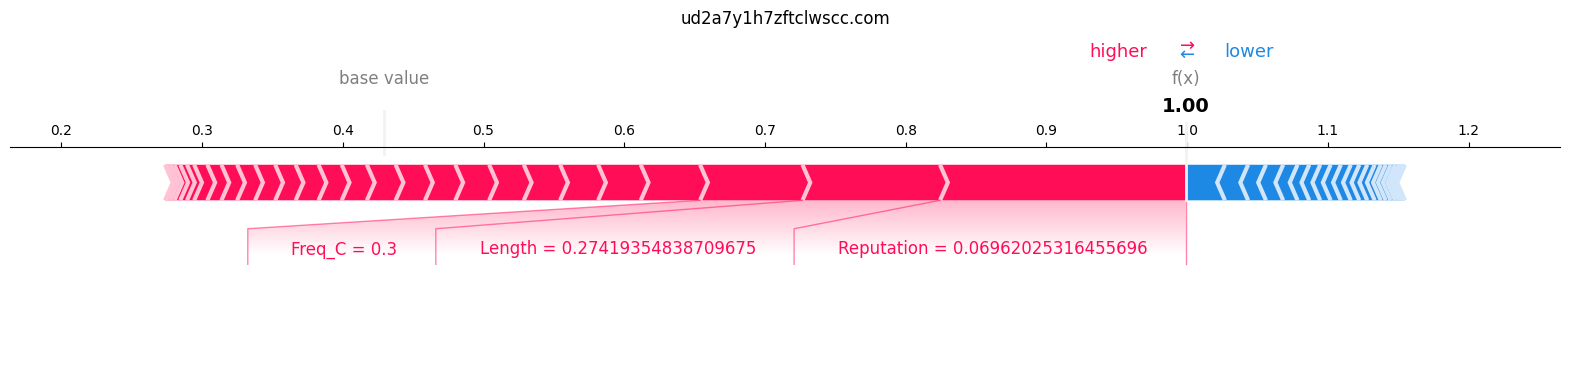 ud2a7y1h7zftclwscc.com
higher ⇄ lower
base value f(x)
1.00
0.2 0.3 0.4 0.5 0.6 0.7 0.8 0.9 1.0 1.1 1.2
Freq_C = 0.3 Length = 0.27419354838709675 Reputation = 0.06962025316455696